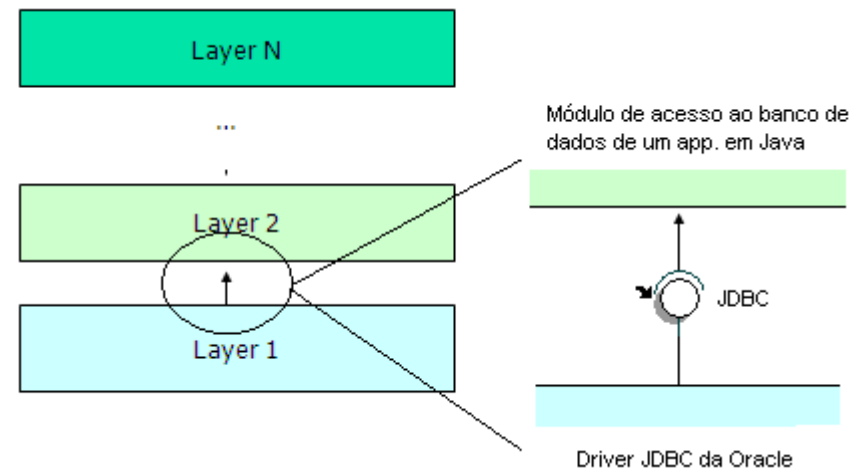 Layer N
...
Layer 2
Layer 1
Módulo de acesso ao banco de
dados de um app. em Java
JDBC
Driver JDBC da Oracle